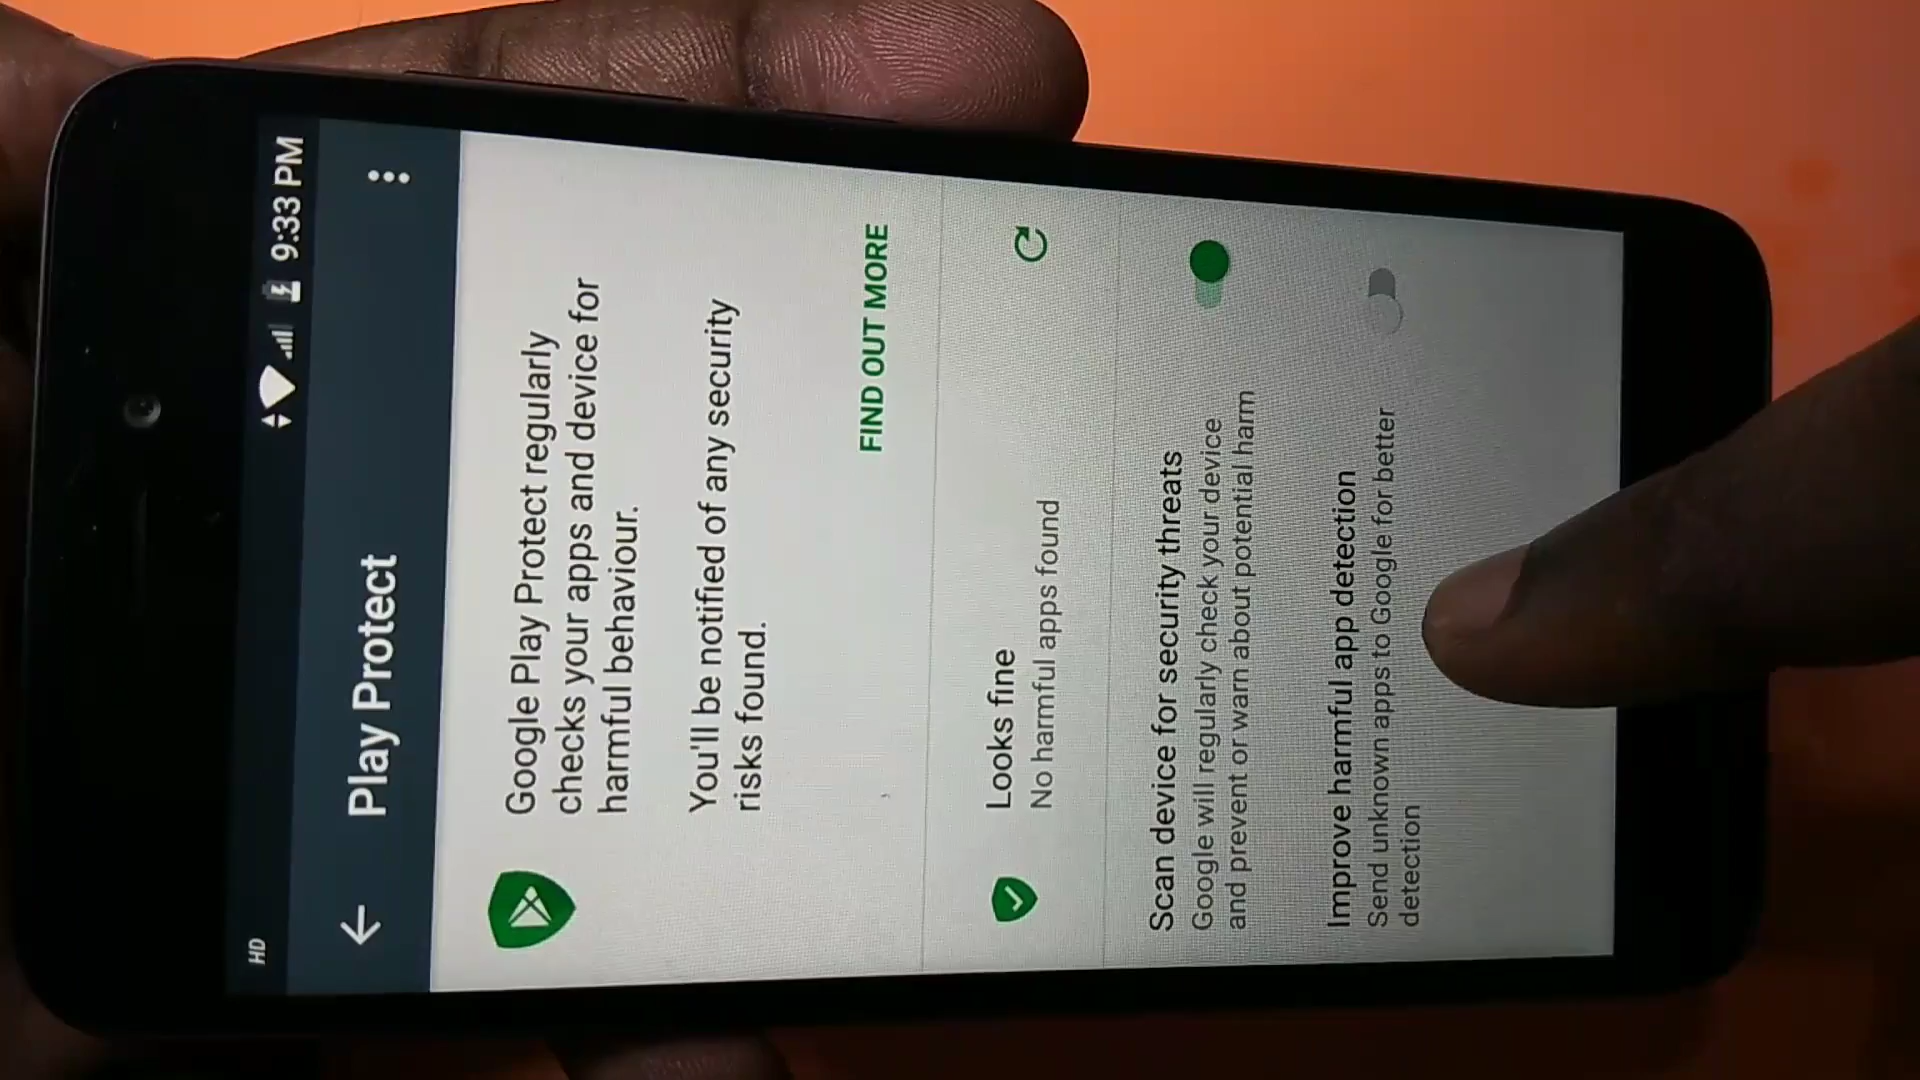 HD
9:33 PM
Play Protect
Google Play Protect regularly
checks your apps and device for
harmful behaviour.
You'll be notified of any security
risks found.
FIND OUT MORE
Looks fine
No harmful apps found
Scan device for security threats
Google will regularly check your device
and prevent or warn about potential harm
Improve harmful app detection
Send unknown apps to Google for better
detection